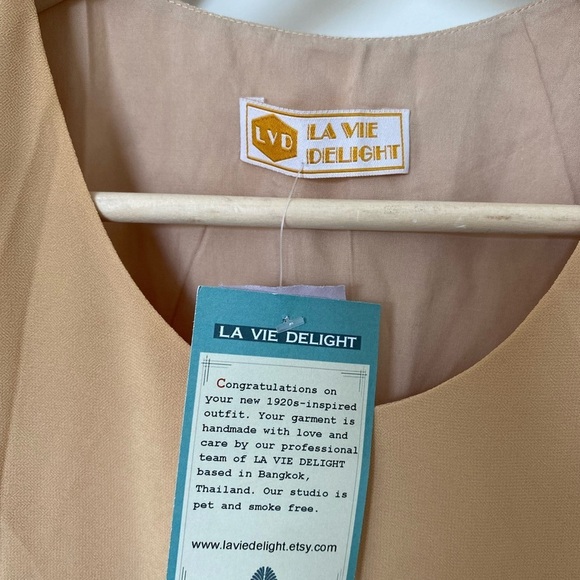 LVD
LA VIE
DELIGHT
LA VIE DELIGHT
Congratulations on
your new 1920s-inspired
outfit. Your garment is
handmade with love and
care by our professional
team of LA VIE DELIGHT
based in Bangkok,
Thailand. Our studio is
pet and smoke free.
www.laviedelight.etsy.com